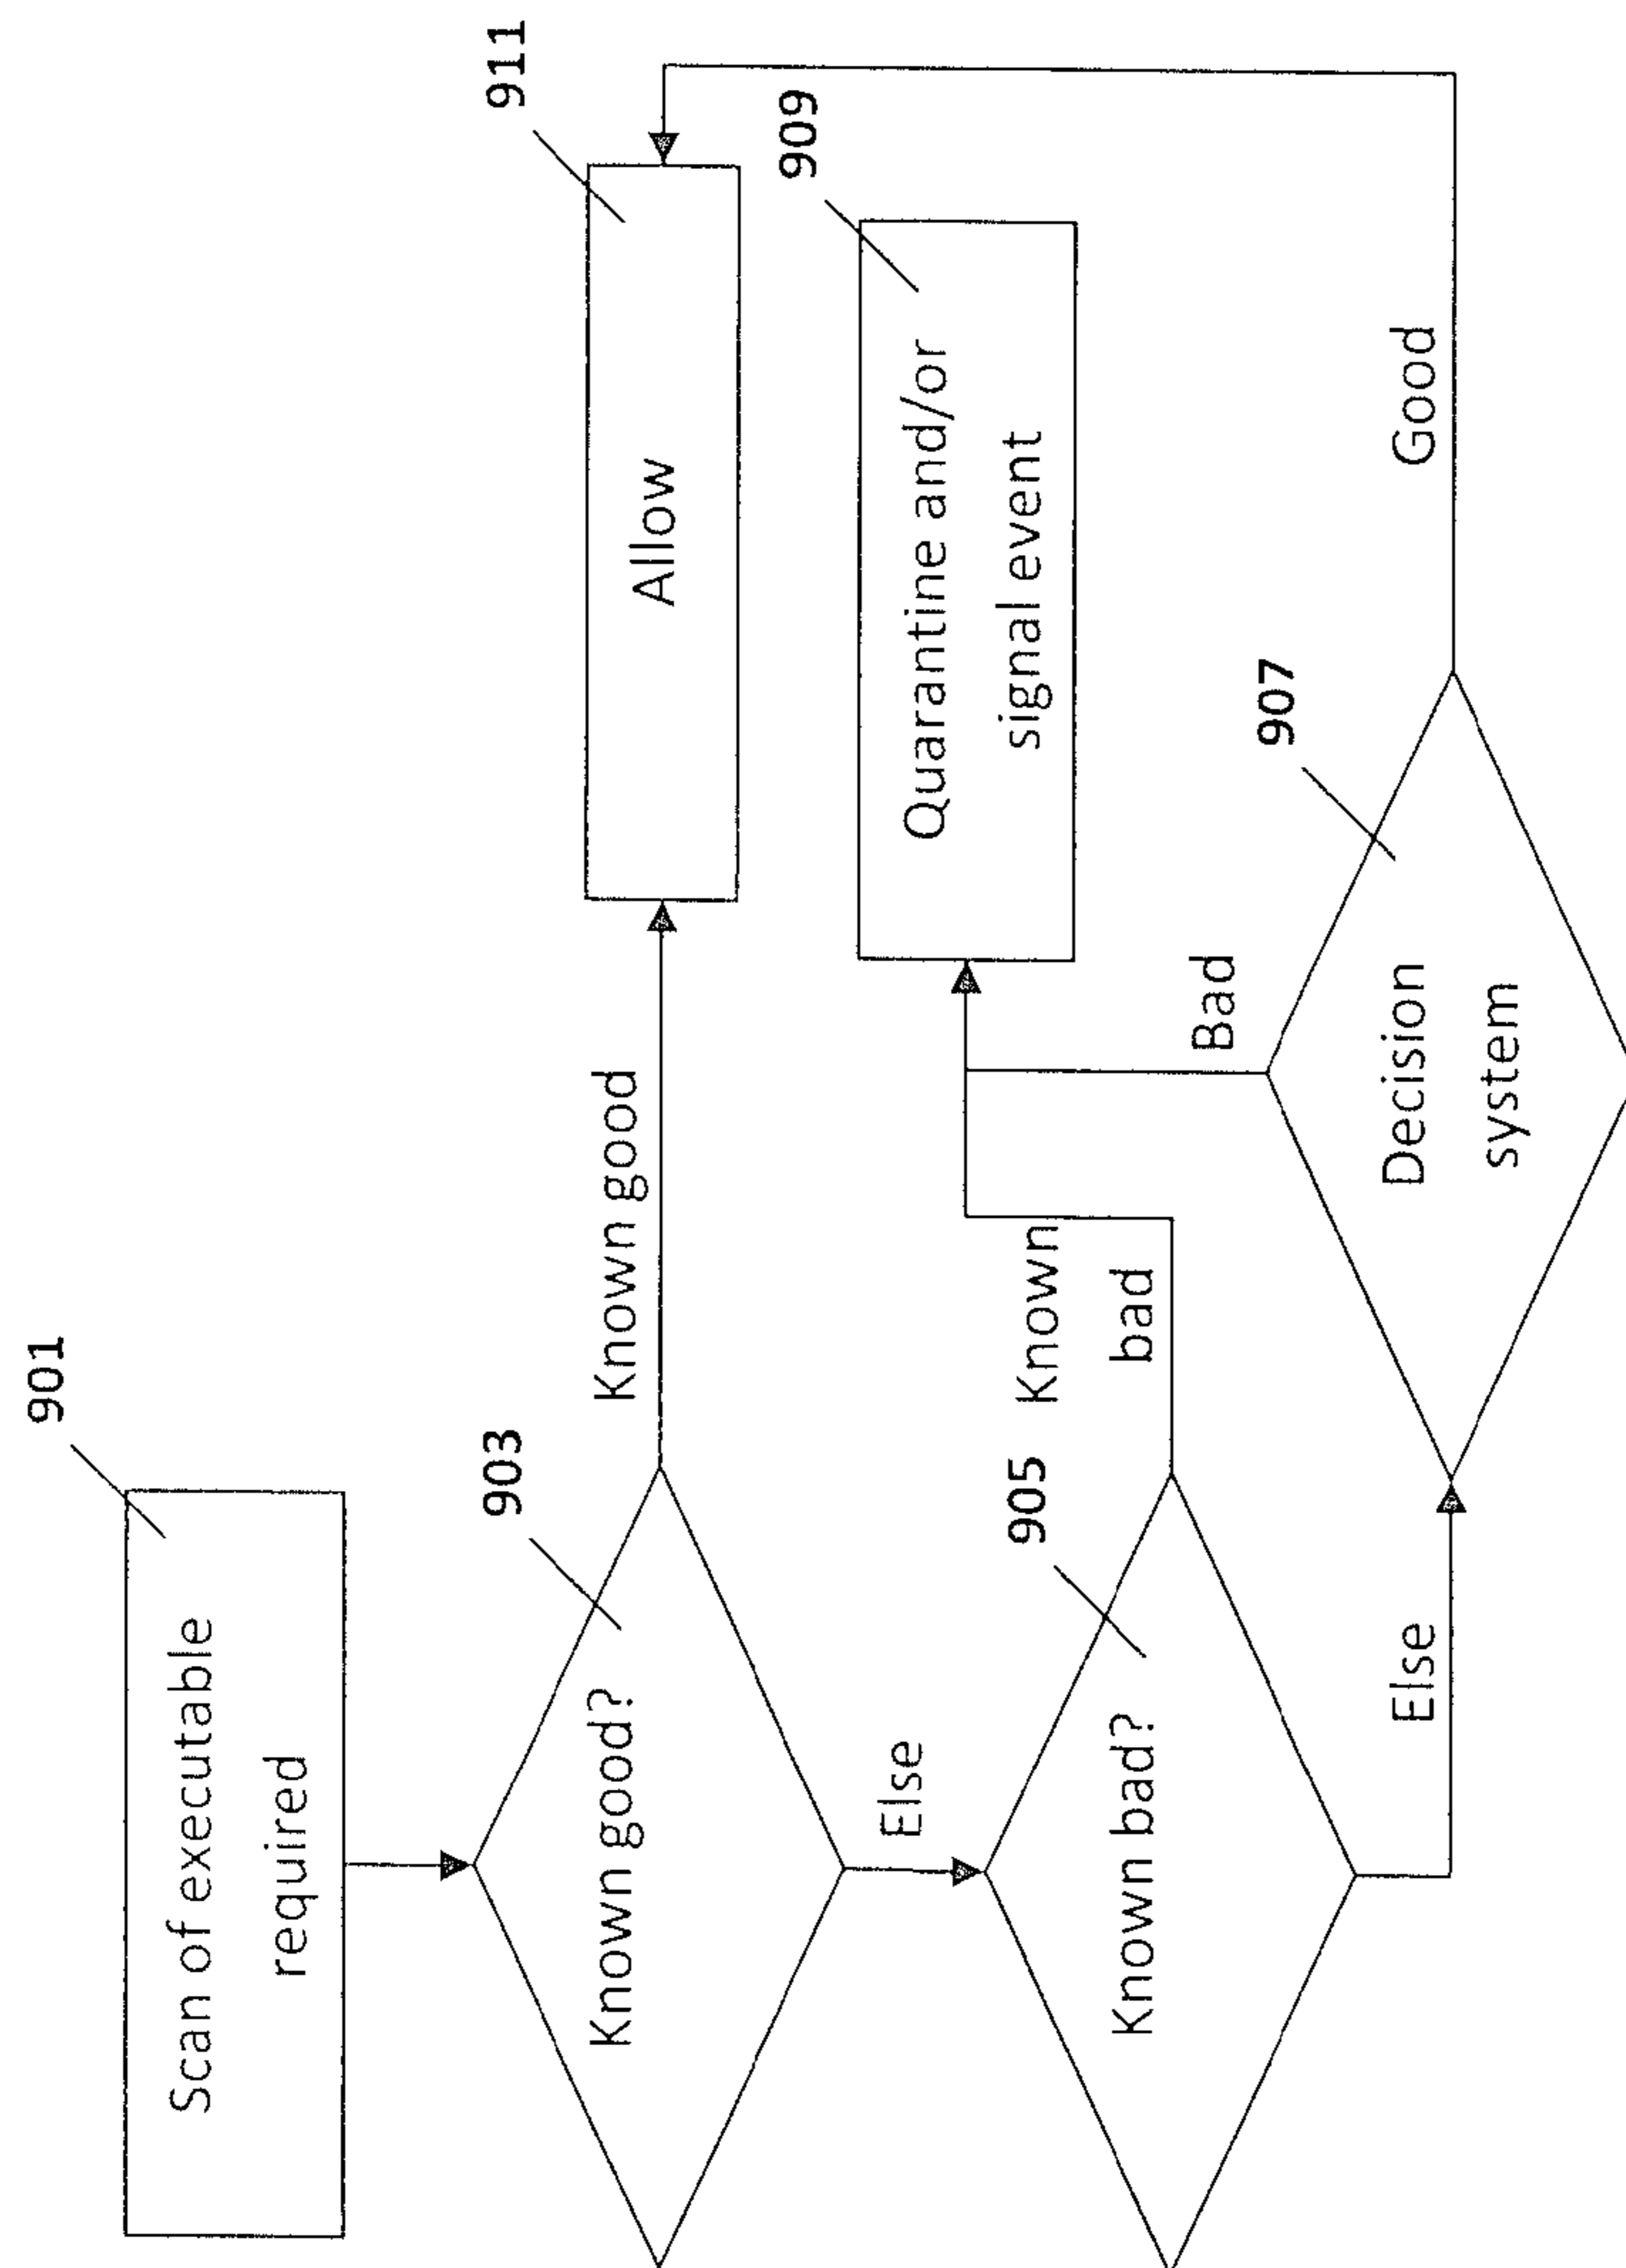 901
Scan of executable
required
903
Known good?
Known good
911
Allow
Else
905
Known bad?
Known
bad
909
Quarantine and/or
signal event
Else
907
Decision
system
Bad
Good